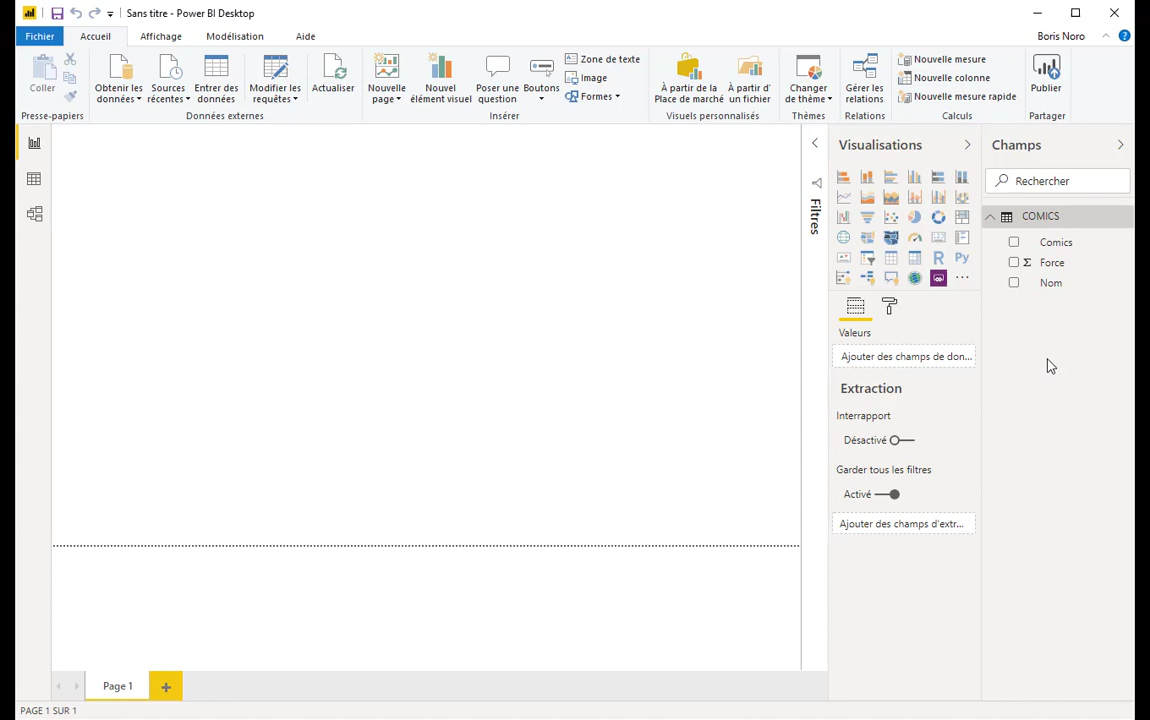 Sans titre - Power BI Desktop
Fichier
Accueil
Affichage
Modélisation
Aide
Boris Noro
Coller
Obtenir les
données
Sources
récentes
Entrer des
données
Modifier les
requêtes
Actualiser
Nouvelle
page
Nouvel
élément visuel
Poser une
question
Boutons
Zone de texte
Image
Formes
À partir de la
Place de marché
À partir d'
un fichier
Changer
de thème
Gérer les
relations
Nouvelle mesure
Nouvelle colonne
Nouvelle mesure rapide
Publier
Presse-papiers
Données externes
Insérer
Visuels personnalisés
Thèmes
Relations
Calculs
Partager
Filtres
Visualisations
R
Py
Valeurs
Ajouter des champs de don...
Extraction
Interrapport
Désactivé
Garder tous les filtres
Activé
Ajouter des champs d'extr...
Champs
Rechercher
COMICS
Comics
Σ Force
Nom
Page 1
PAGE 1 SUR 1